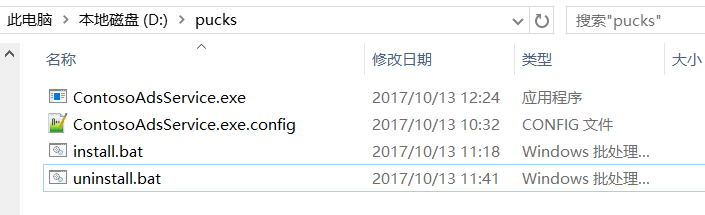 此电脑 > 本地磁盘 (D:) > pucks 搜索"pucks"
名称 修改日期 类型 大小
ContosoAdsService.exe 2017/10/13 12:24 应用程序
ContosoAdsService.exe.config 2017/10/13 10:32 CONFIG 文件
install.bat 2017/10/13 11:18 Windows 批处理...
uninstall.bat 2017/10/13 11:41 Windows 批处理...